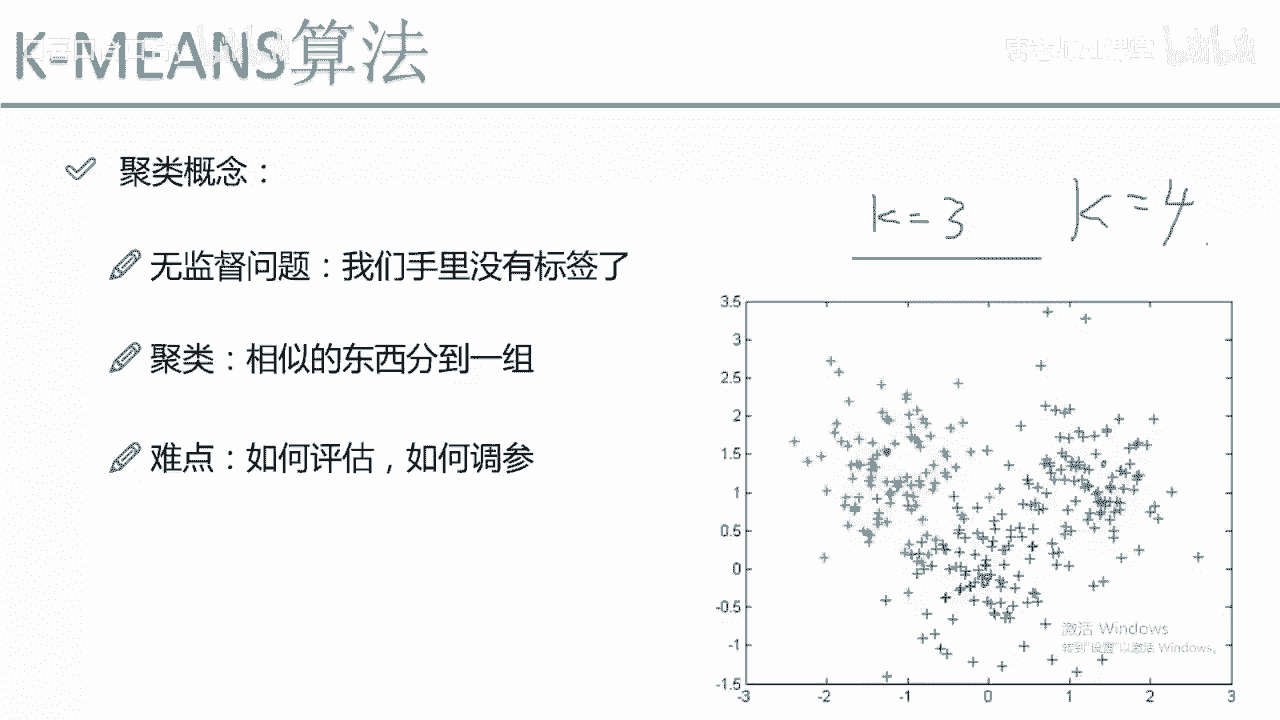 K-MEANS算法
聚类概念：
无监督问题：我们手里没有标签了
聚类：相似的东西分到一组
难点：如何评估，如何调参
k=3
k=4
3.5
3
2.5
2
1.5
1
0.5
0
-0.5
-1
-1.5
-3
-2
-1
0
1
2
3
激活 Windows
转到“设置”以激活 Windows。